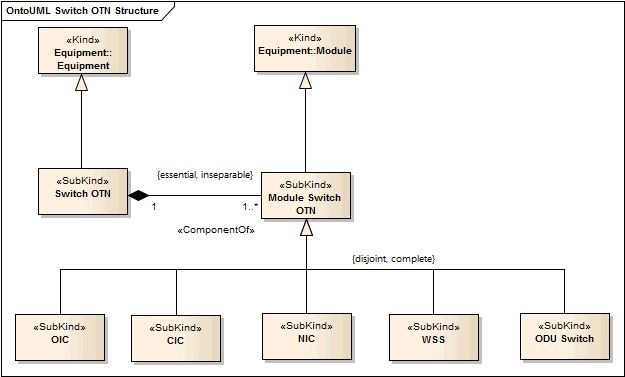 OntoUML Switch OTN Structure
«Kind»
Equipment::
Equipment
«Kind»
Equipment::Module
«SubKind»
Switch OTN
{essential, inseparable}
1
1..*
«ComponentOf»
«SubKind»
Module Switch
OTN
{disjoint, complete}
«SubKind»
OIC
«SubKind»
CIC
«SubKind»
NIC
«SubKind»
WSS
«SubKind»
ODU Switch